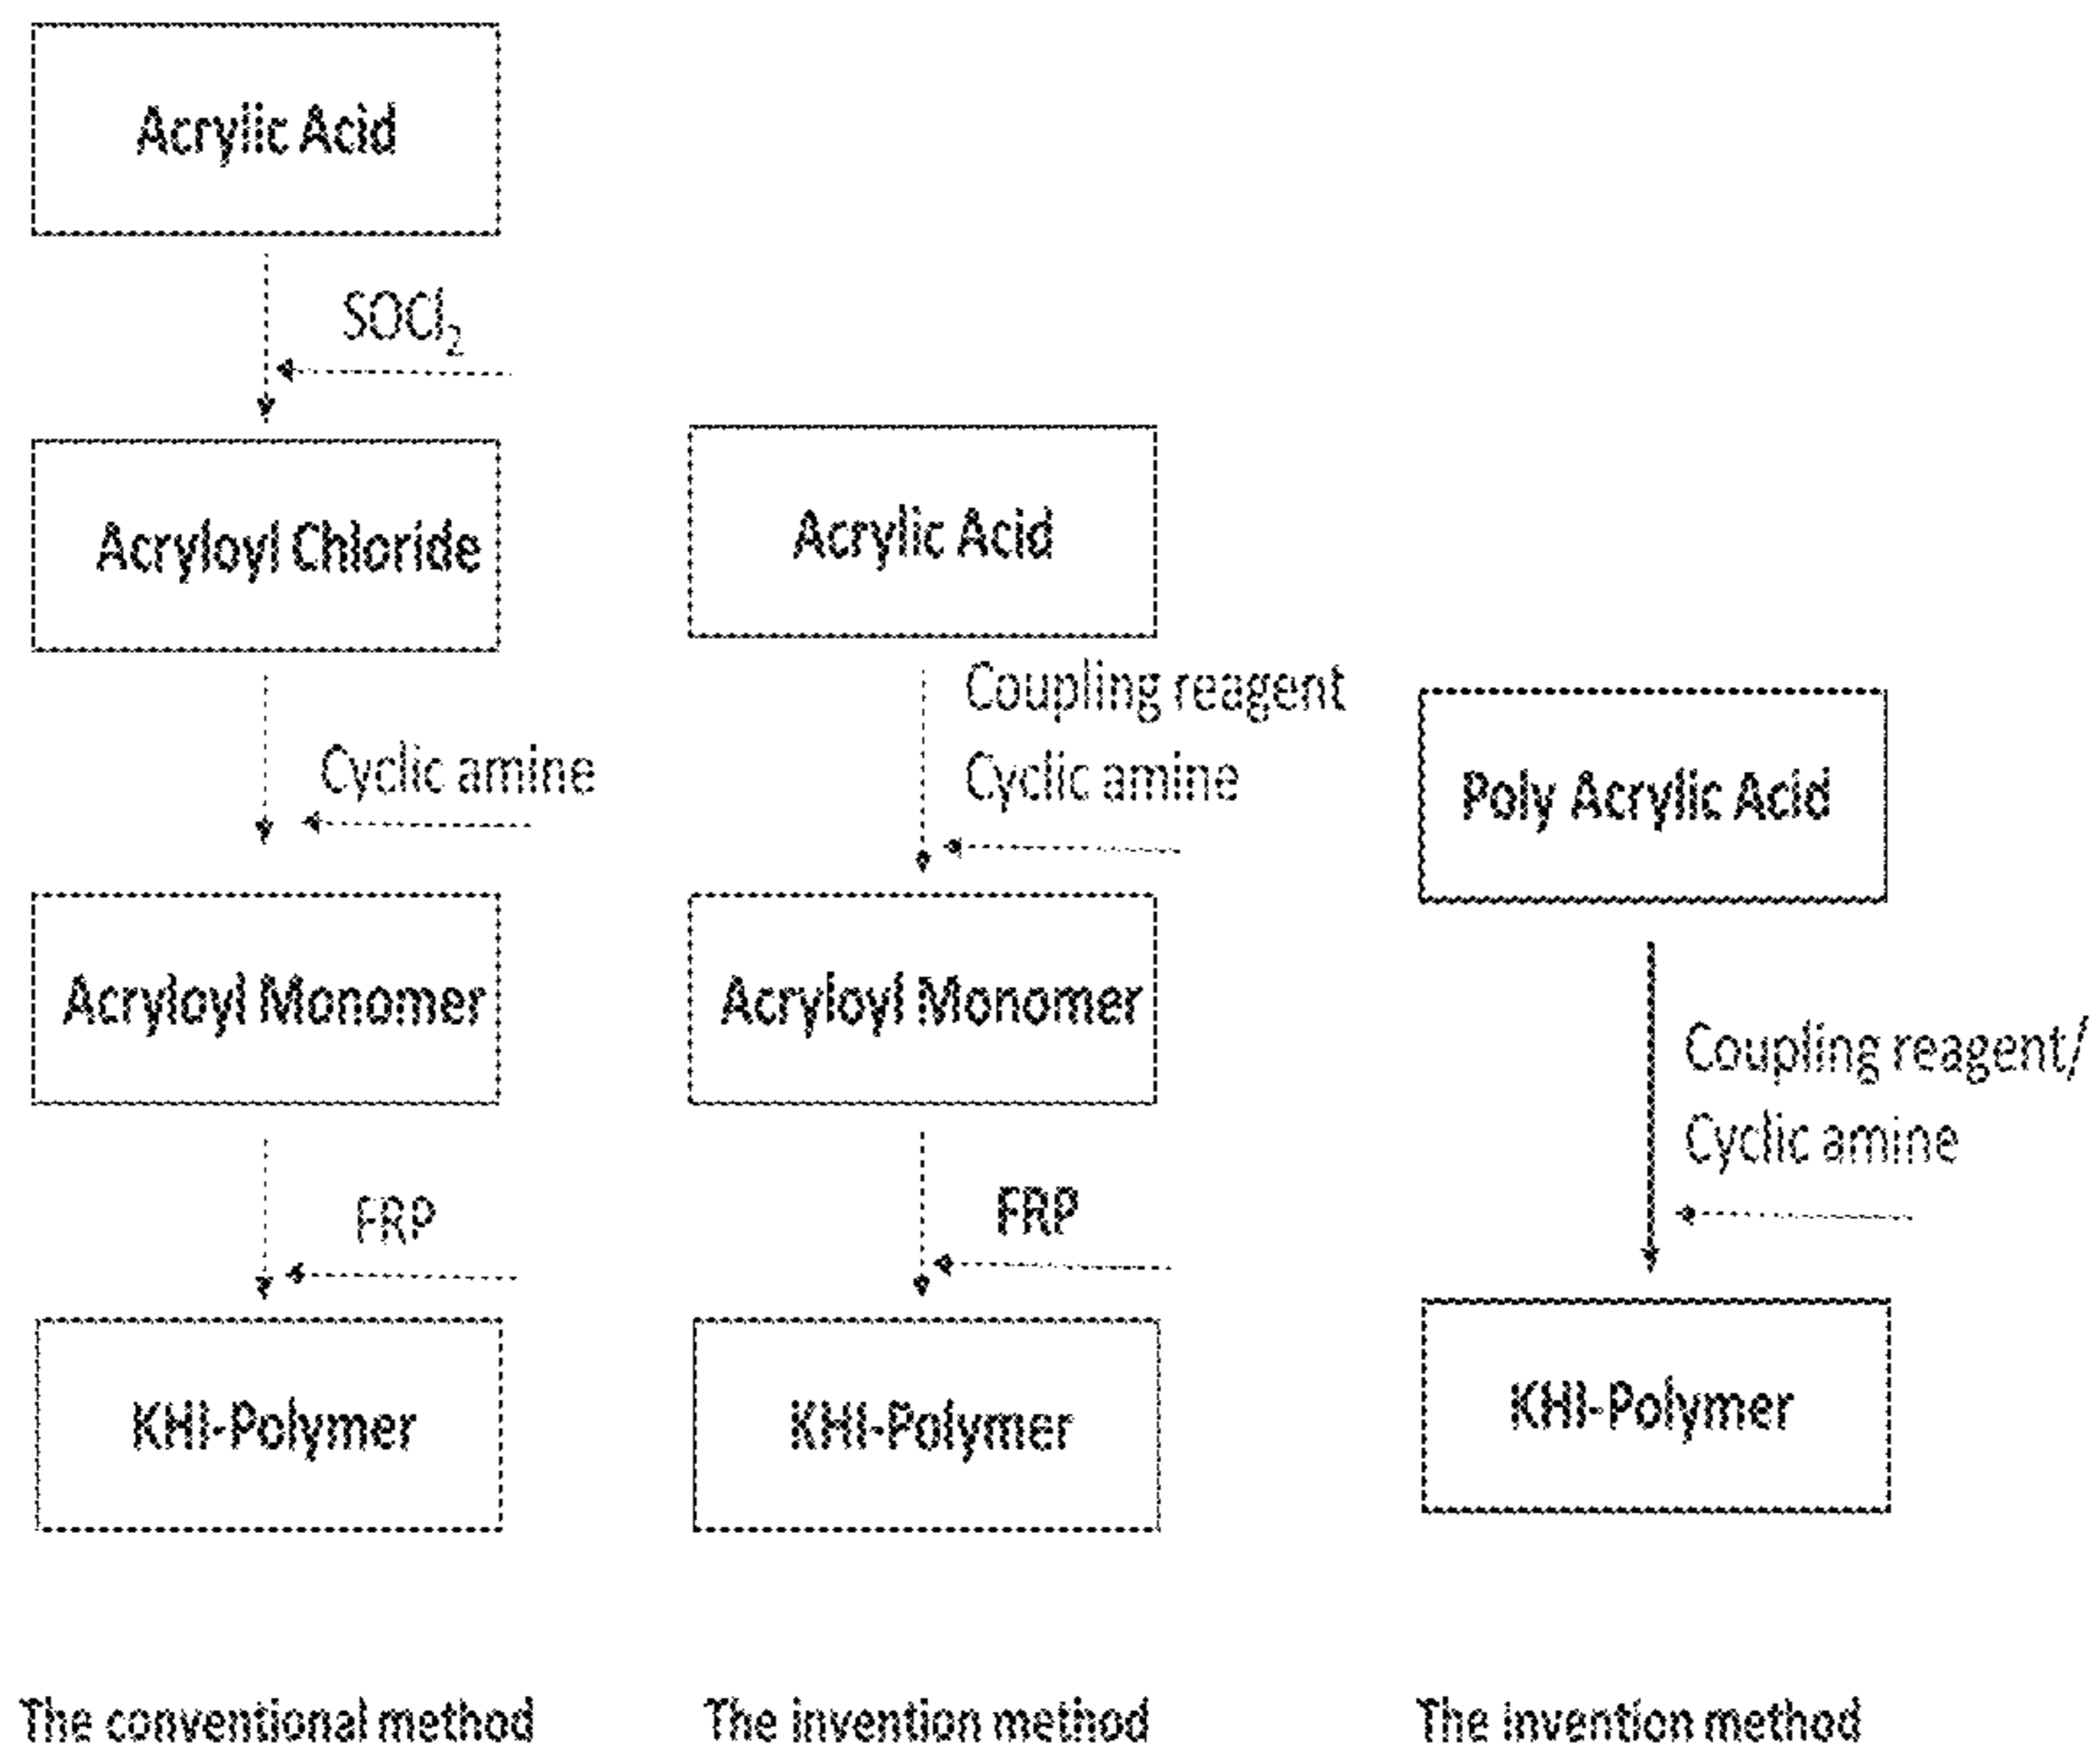 Acrylic Acid
SOCl₂
Acryloyl Chloride
Cyclic amine
Acryloyl Monomer
FRP
KHI-Polymer
The conventional method
Acrylic Acid
Coupling reagent
Cyclic amine
Acryloyl Monomer
FRP
KHI-Polymer
The invention method
Poly Acrylic Acid
Coupling reagent/
Cyclic amine
KHI-Polymer
The invention method